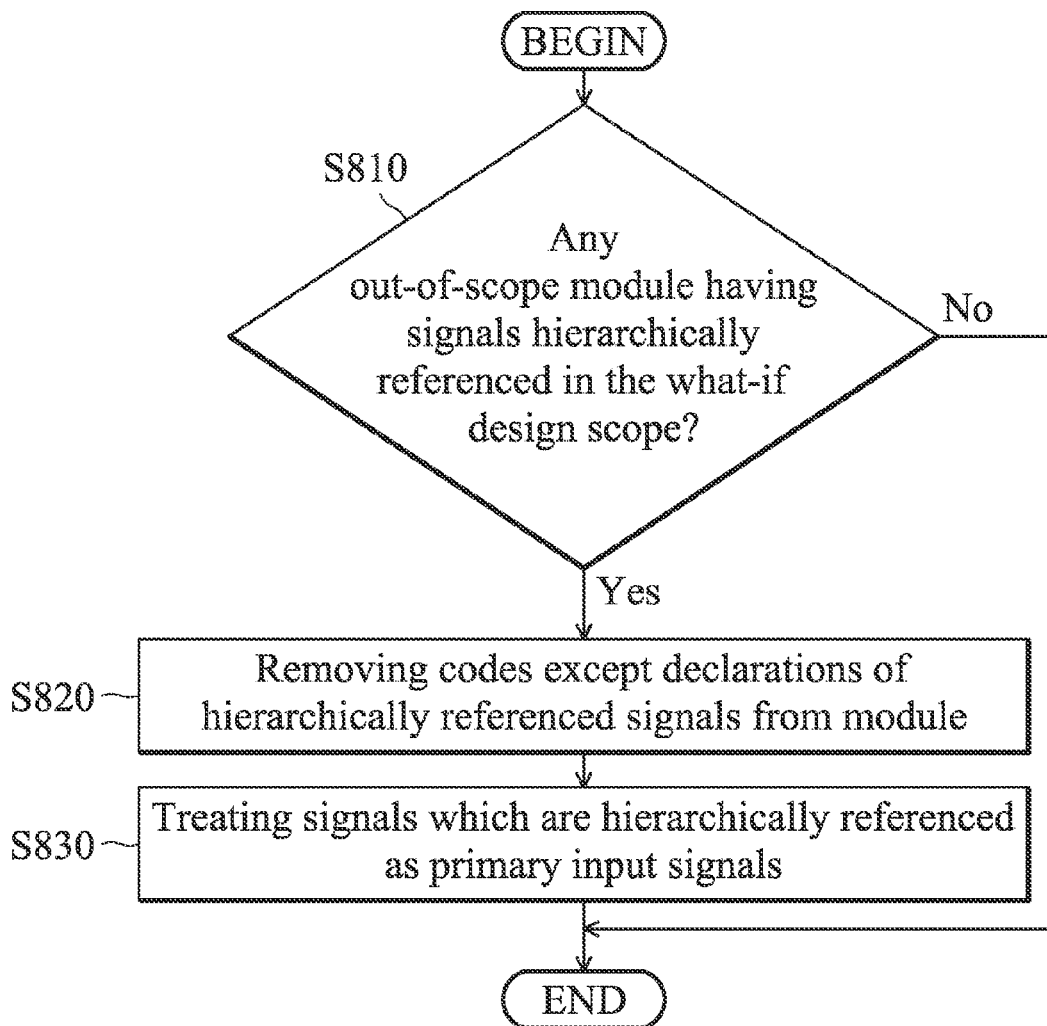 BEGIN
S810
Any
out-of-scope module having
signals hierarchically
referenced in the what-if
design scope?
No
Yes
S820
Removing codes except declarations of
hierarchically referenced signals from module
S830
Treating signals which are hierarchically referenced
as primary input signals
END